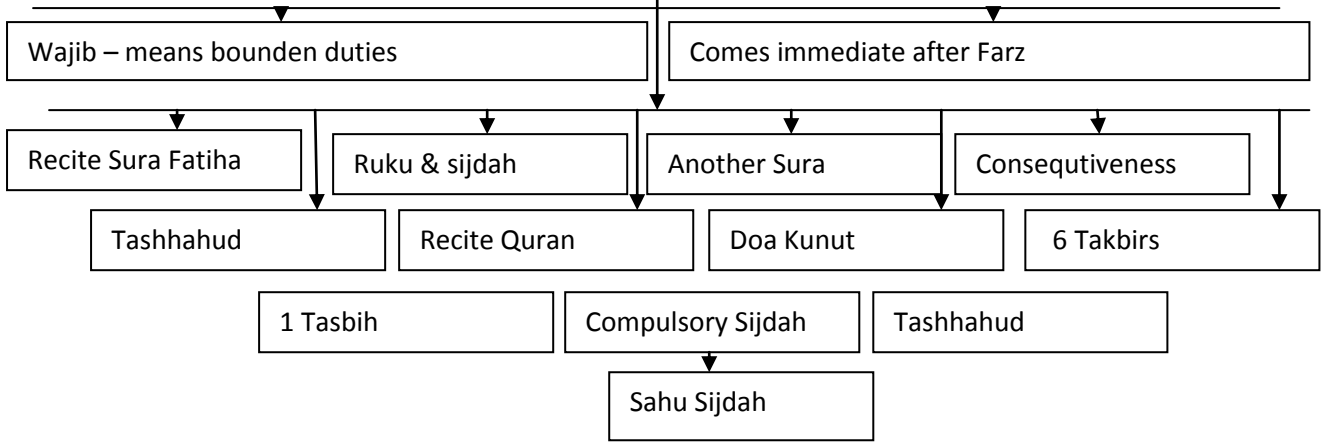 Wajib – means bounden duties
Comes immediate after Farz
Recite Sura Fatiha
Ruku & sijdah
Another Sura
Consequtiveness
Tashhahud
Recite Quran
Doa Kunut
6 Takbirs
1 Tasbih
Compulsory Sijdah
Tashhahud
Sahu Sijdah